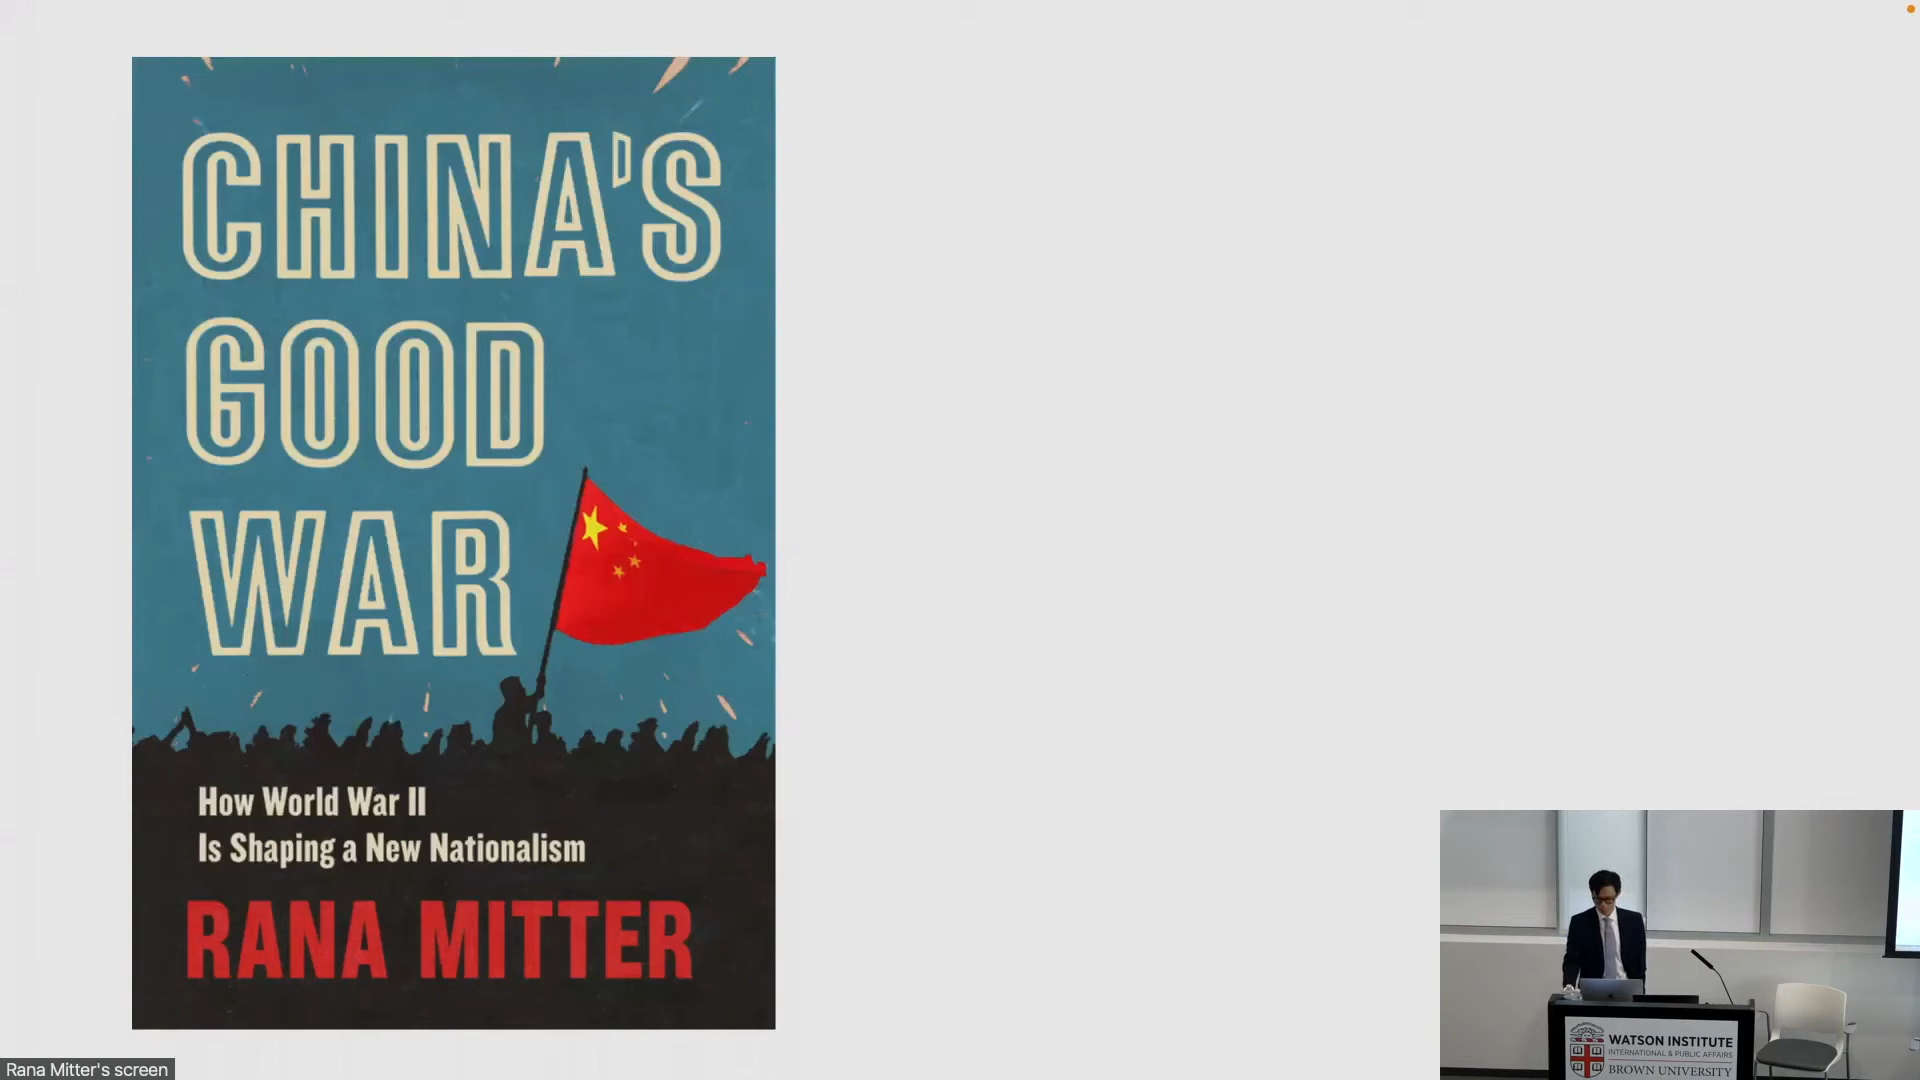 CHINA'S
GOOD
WAR
How World War II
Is Shaping a New Nationalism
RANA MITTER
Rana Mitter's screen
WATSON INSTITUTE
INTERNATIONAL & PUBLIC AFFAIRS
BROWN UNIVERSITY